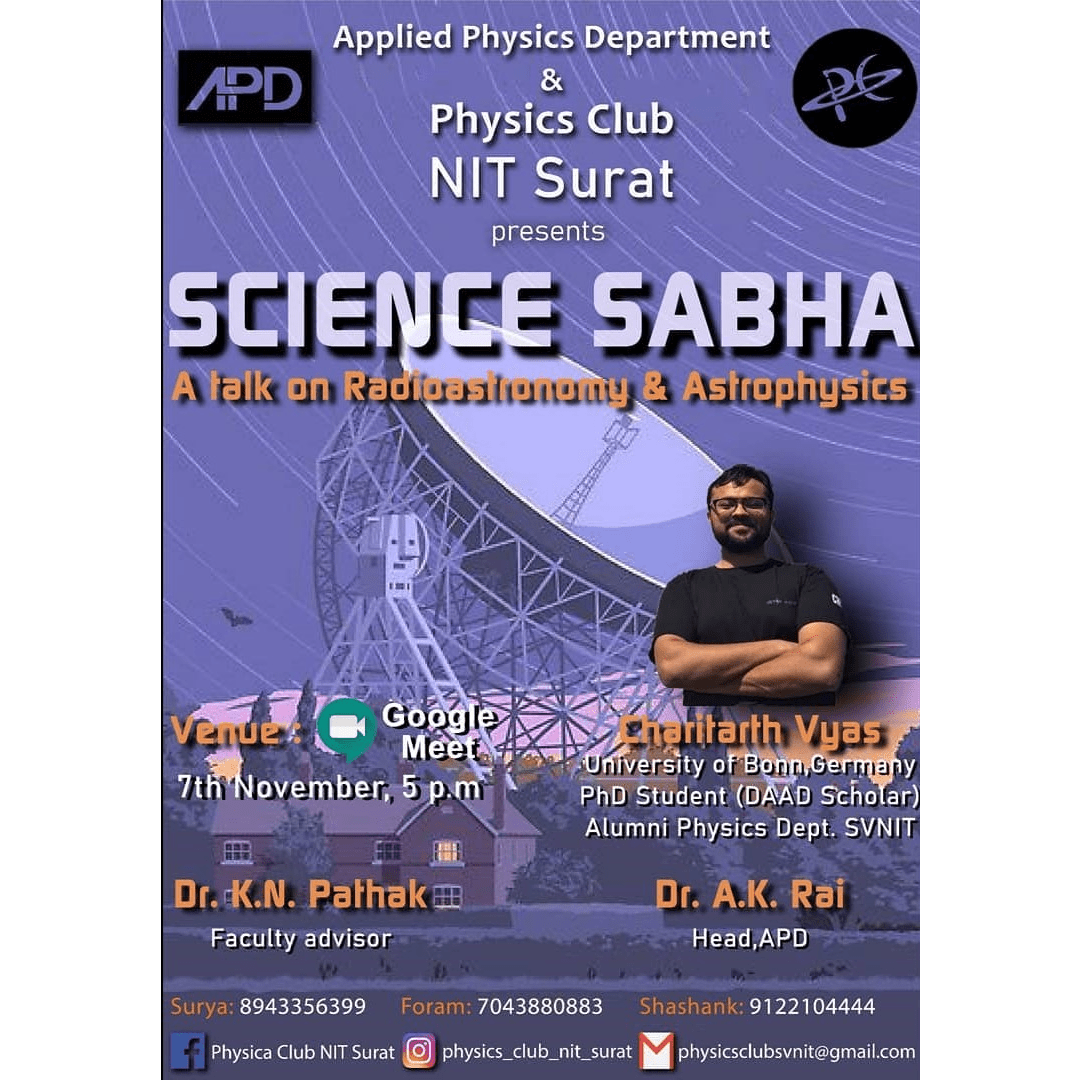 Applied Physics Department
&
Physics Club
NIT Surat
presents
APD
PC
SCIENCE SABHA
A talk on Radioastronomy & Astrophysics
Venue : Google
Meet
7th November, 5 p.m
Charitarth Vyas
University of Bonn,Germany
PhD Student (DAAD Scholar)
Alumni Physics Dept. SVNIT
Dr. K.N. Pathak
Faculty advisor
Dr. A.K. Rai
Head,APD
Surya: 8943356399 Foram: 7043880883 Shashank: 9122104444
Physica Club NIT Surat physics_club_nit_surat physicsclubsvnit@gmail.com